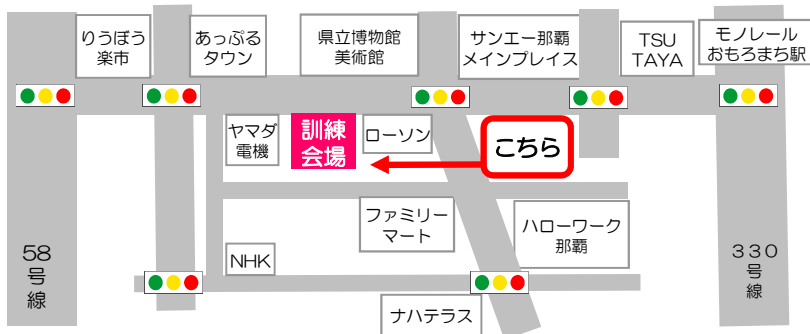 りうぼう
楽市
あっぷる
タウン
県立博物館
美術館
サンエー那覇
メインプレイス
TSU
TAYA
モノレール
おもろまち駅
ヤマダ
電機
訓練
会場
ローソン
こちら
ファミリー
マート
ハローワーク
那覇
58
号
線
NHK
330
号
線
ナハテラス